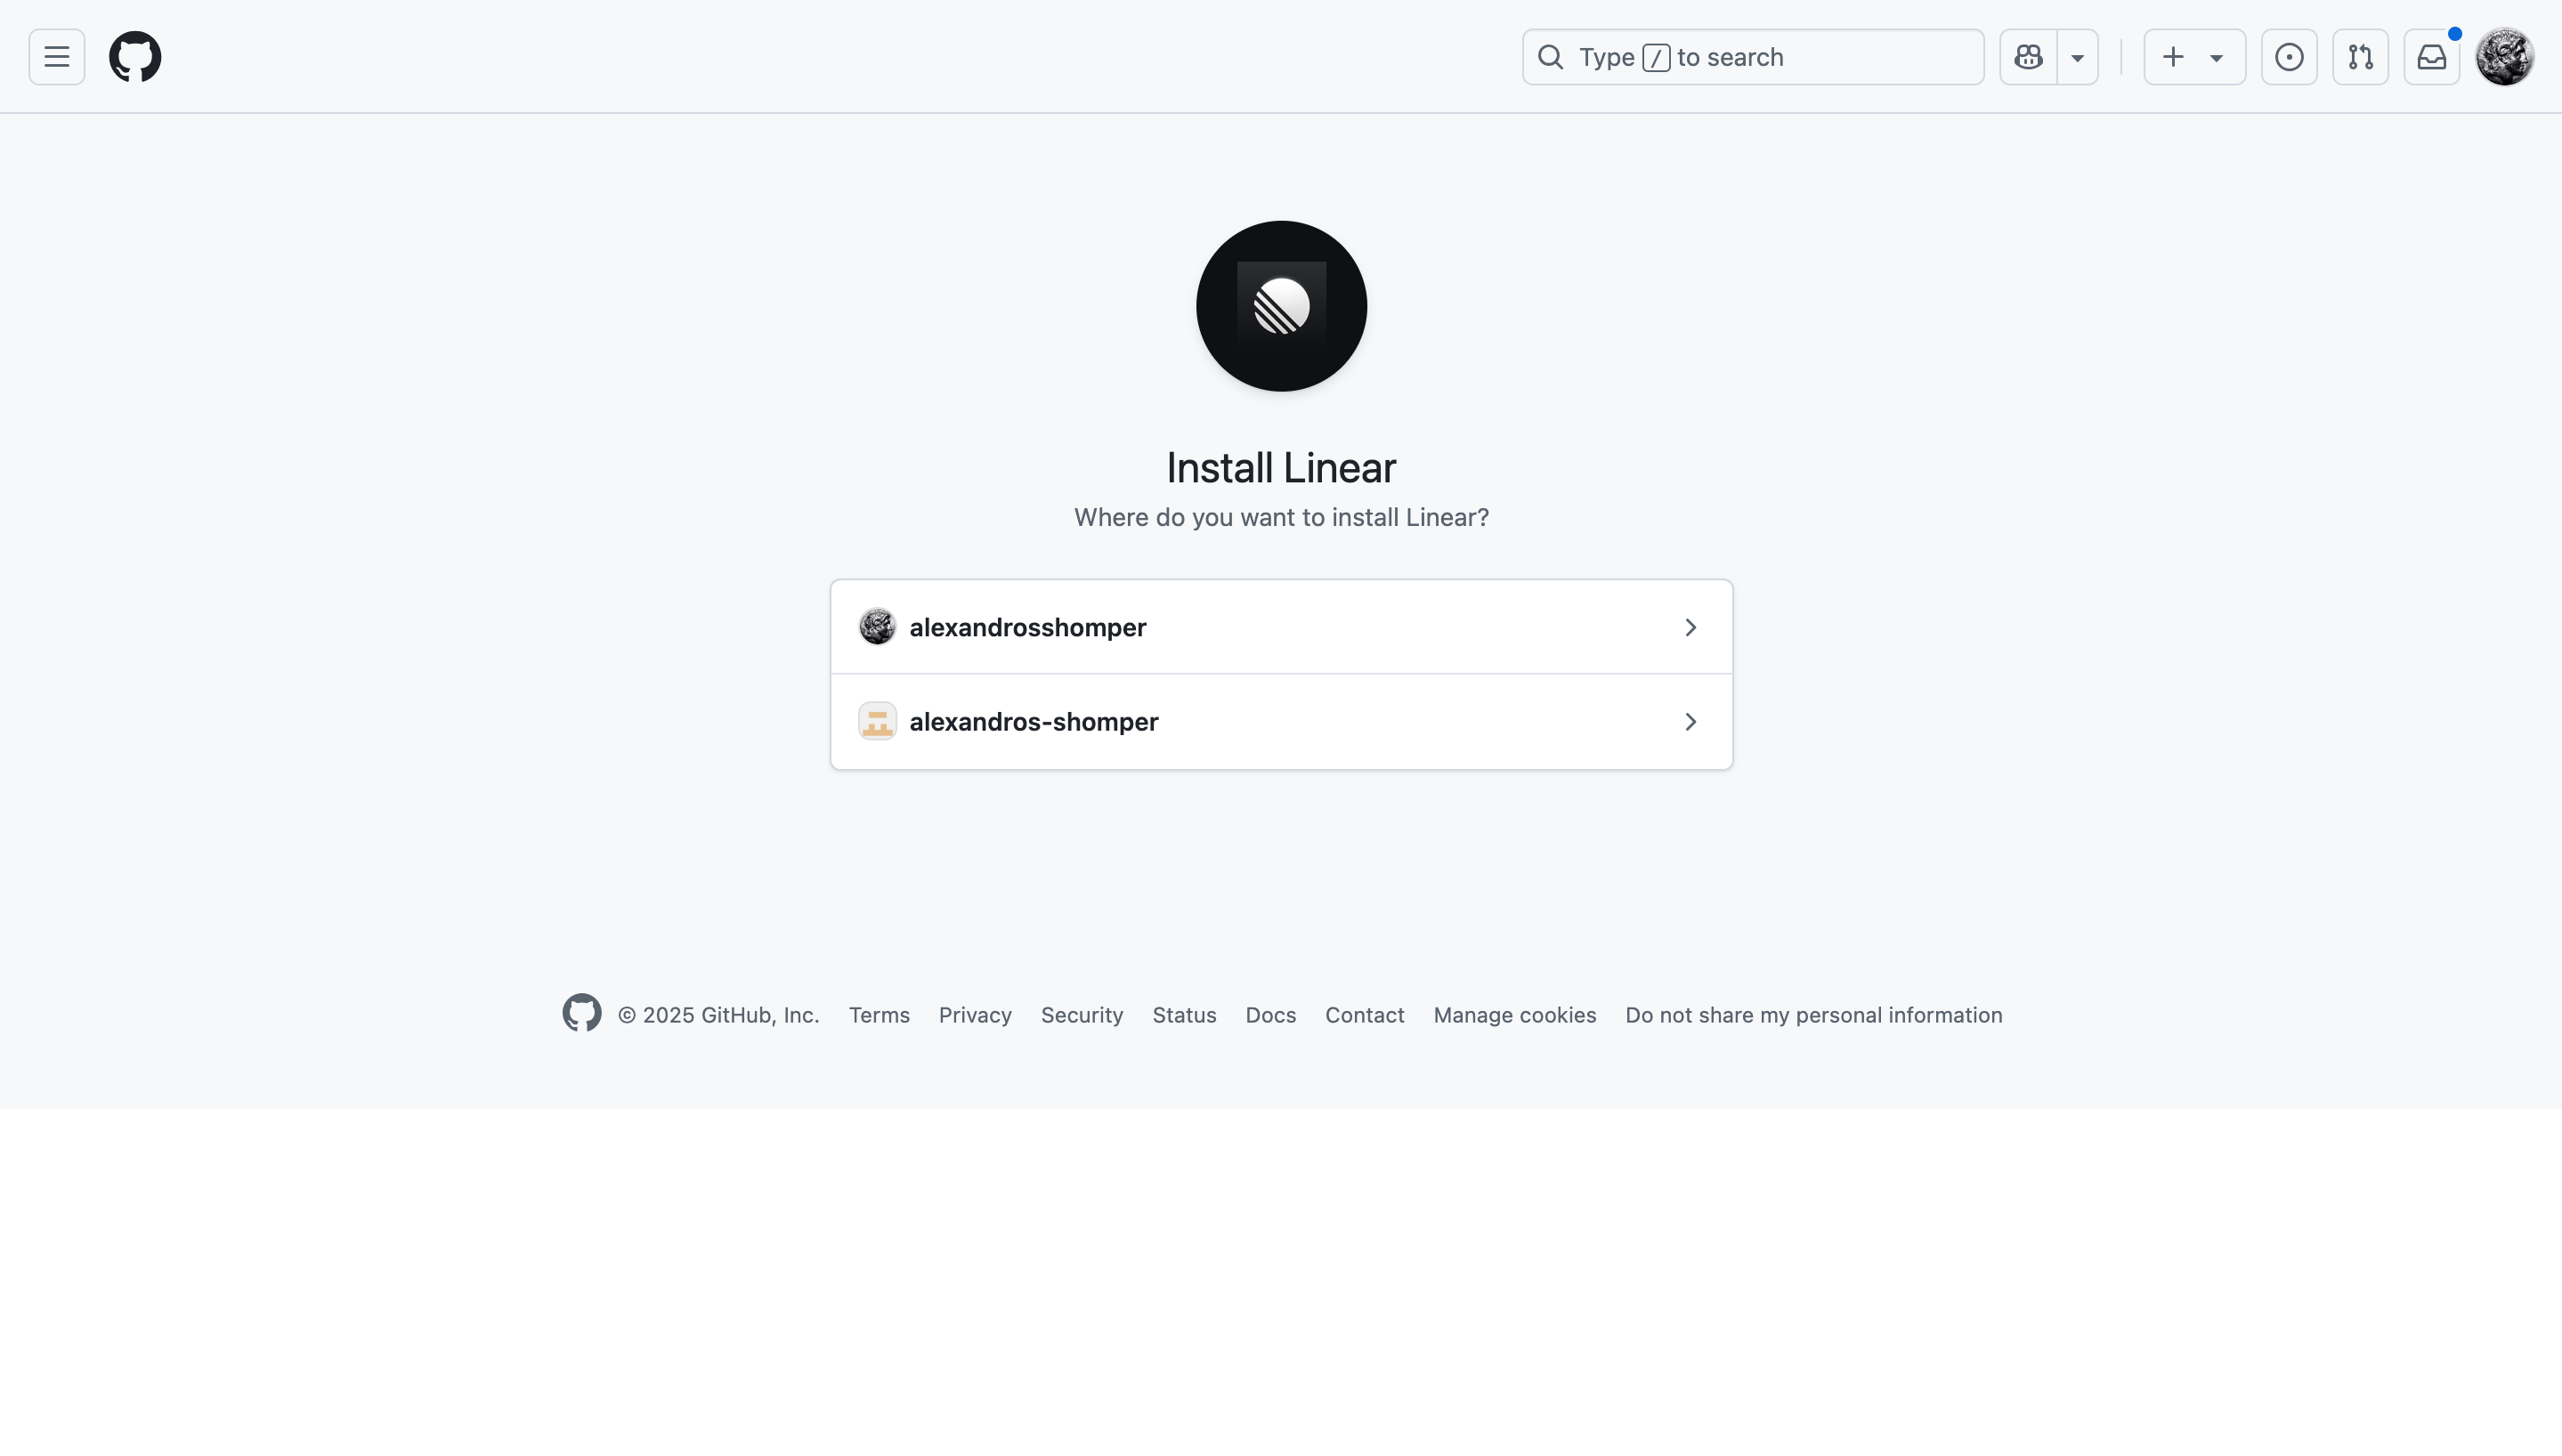 Type / to search
Install Linear
Where do you want to install Linear?
alexandrosshomper
alexandros-shomper
© 2025 GitHub, Inc. Terms Privacy Security Status Docs Contact Manage cookies Do not share my personal information